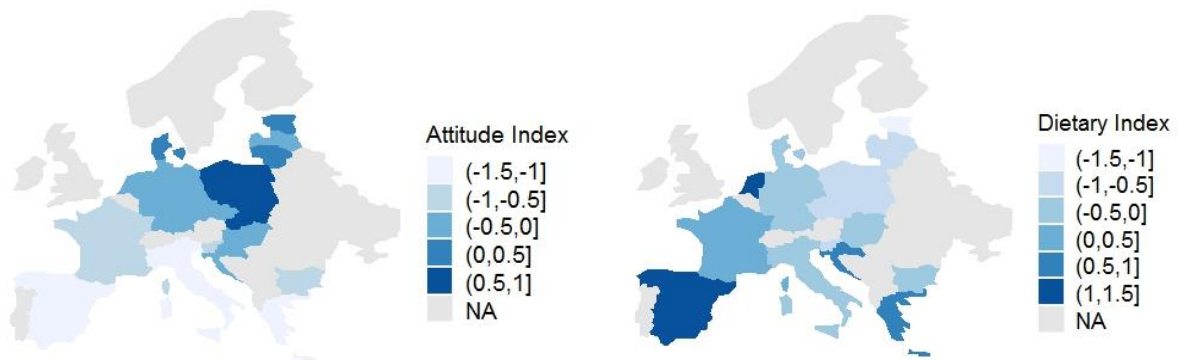 Attitude Index
(-1.5,-1]
(-1,-0.5]
(-0.5,0]
(0,0.5]
(0.5,1]
NA
Dietary Index
(-1.5,-1]
(-1,-0.5]
(-0.5,0]
(0,0.5]
(0.5,1]
(1,1.5]
NA